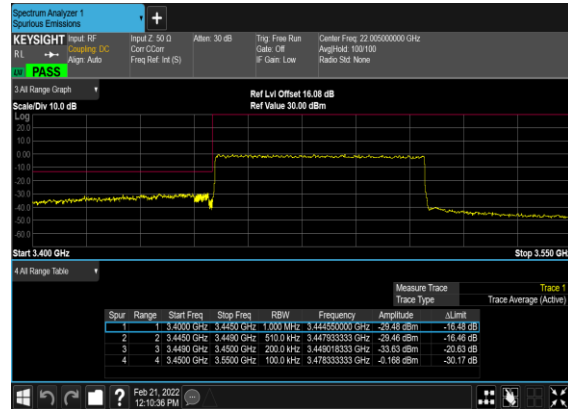 Spectrum Analyzer 1
Spurious Emissions
KEYSIGHT Input: RF Input Z: 50 Ω Atten: 30 dB Trig: Free Run Center Freq: 22.005000000 GHz
RL Coupling: DC Corr CCorr Gate: Off Avg|Hold: 100/100
Align: Auto Freq Ref: Int (S) IF Gain: Low Radio Std: None
PASS
3 All Range Graph
Ref Lvl Offset 16.08 dB
Scale/Div 10.0 dB Ref Value 30.00 dBm
Log
20.0
10.0
0.00
-10.0
-20.0
-30.0
-40.0
-50.0
-60.0
Start 3.400 GHz Stop 3.550 GHz
4 All Range Table
Measure Trace Trace 1
Trace Type Trace Average (Active)
Spur Range Start Freq Stop Freq RBW Frequency Amplitude ΔLimit
1 1 3.4000 GHz 3.4450 GHz 1.000 MHz 3.444550000 GHz -29.48 dBm -16.48 dB
2 2 3.4450 GHz 3.4490 GHz 510.0 kHz 3.447933333 GHz -29.46 dBm -16.46 dB
3 3 3.4490 GHz 3.4500 GHz 200.0 kHz 3.449018333 GHz -33.63 dBm -20.63 dB
4 4 3.4500 GHz 3.5500 GHz 100.0 kHz 3.478333333 GHz -0.168 dBm -30.17 dB
Feb 21, 2022
12:10:36 PM